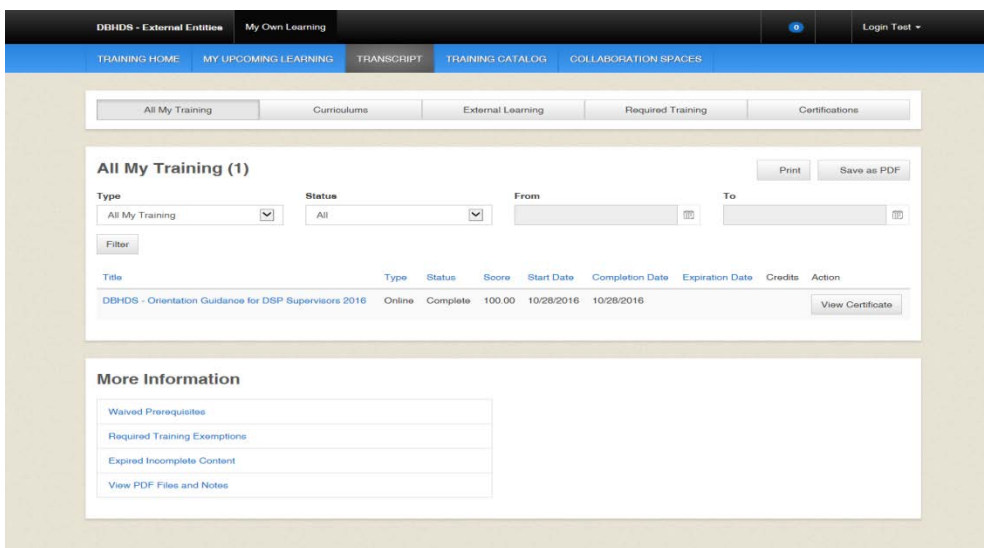 DBHDS - External Entities My Own Learning 0 Login Test
TRAINING HOME MY UPCOMING LEARNING TRANSCRIPT TRAINING CATALOG COLLABORATION SPACES
All My Training Curriculums External Learning Required Training Certifications
All My Training (1) Print Save as PDF
Type Status From To
All My Training All
Filter
Title Type Status Score Start Date Completion Date Expiration Date Credits Action
DBHDS - Orientation Guidance for DSP Supervisors 2016 Online Complete 100.00 10/28/2016 10/28/2016 View Certificate
More Information
Waived Prerequisites
Required Training Exemptions
Expired Incomplete Content
View PDF Files and Notes